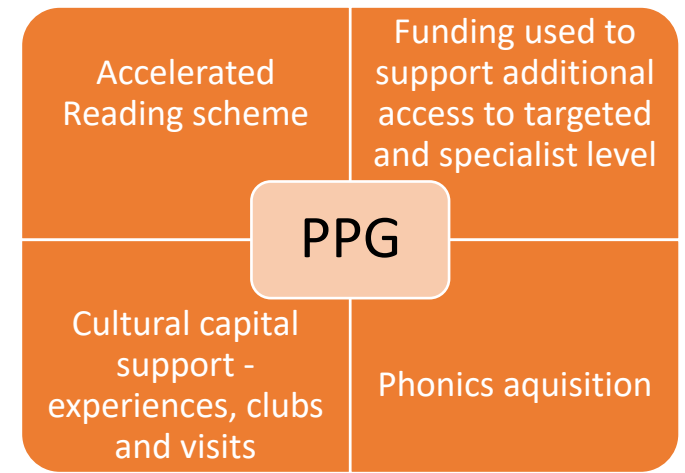 Accelerated
Reading scheme
Funding used to
support additional
access to targeted
and specialist level
PPG
Cultural capital
support -
experiences, clubs
and visits
Phonics aquisition